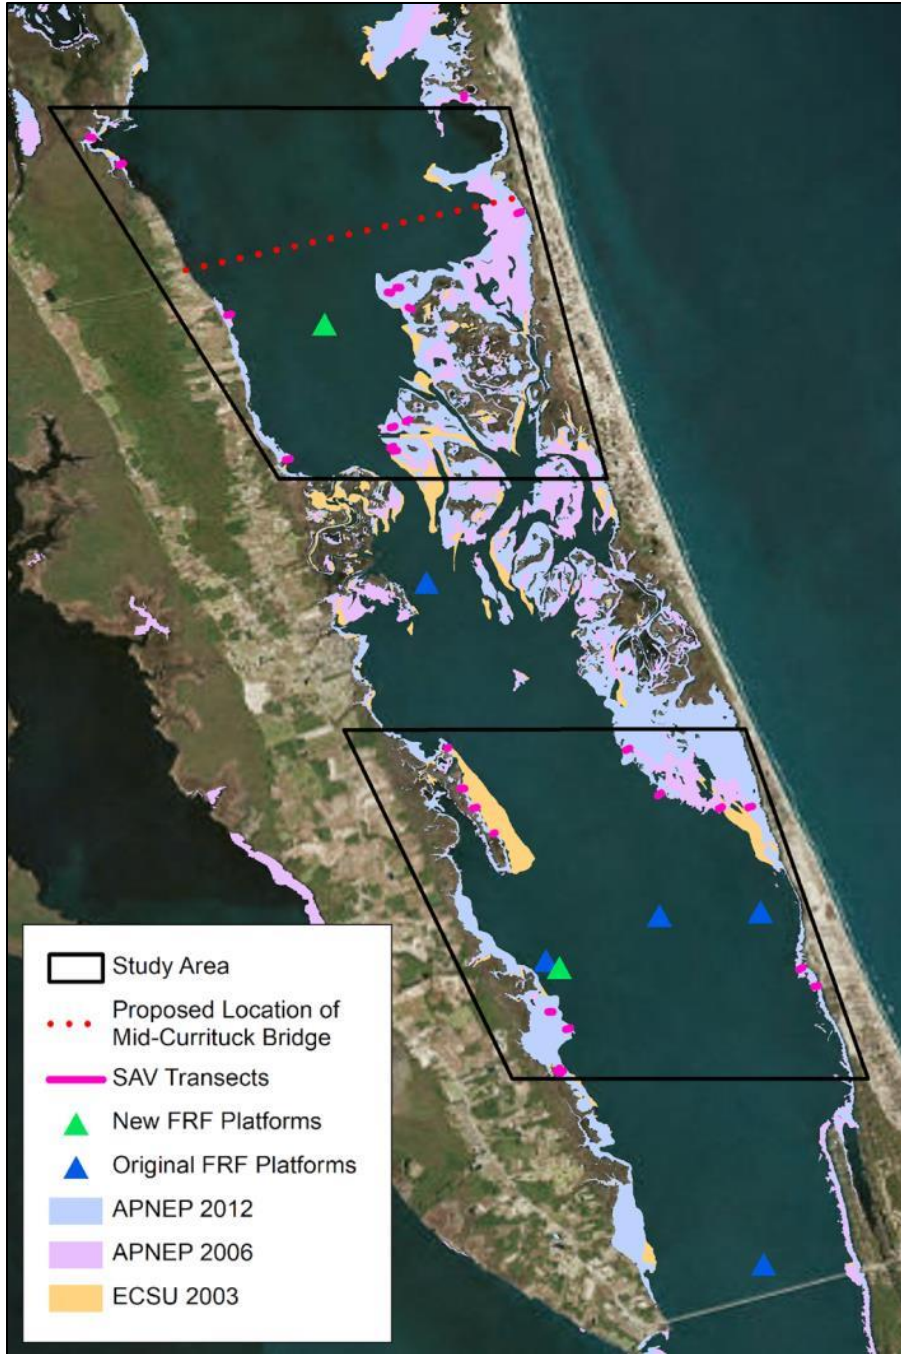 Study Area
Proposed Location of
Mid-Currituck Bridge
SAV Transects
New FRF Platforms
Original FRF Platforms
APNEP 2012
APNEP 2006
ECSU 2003